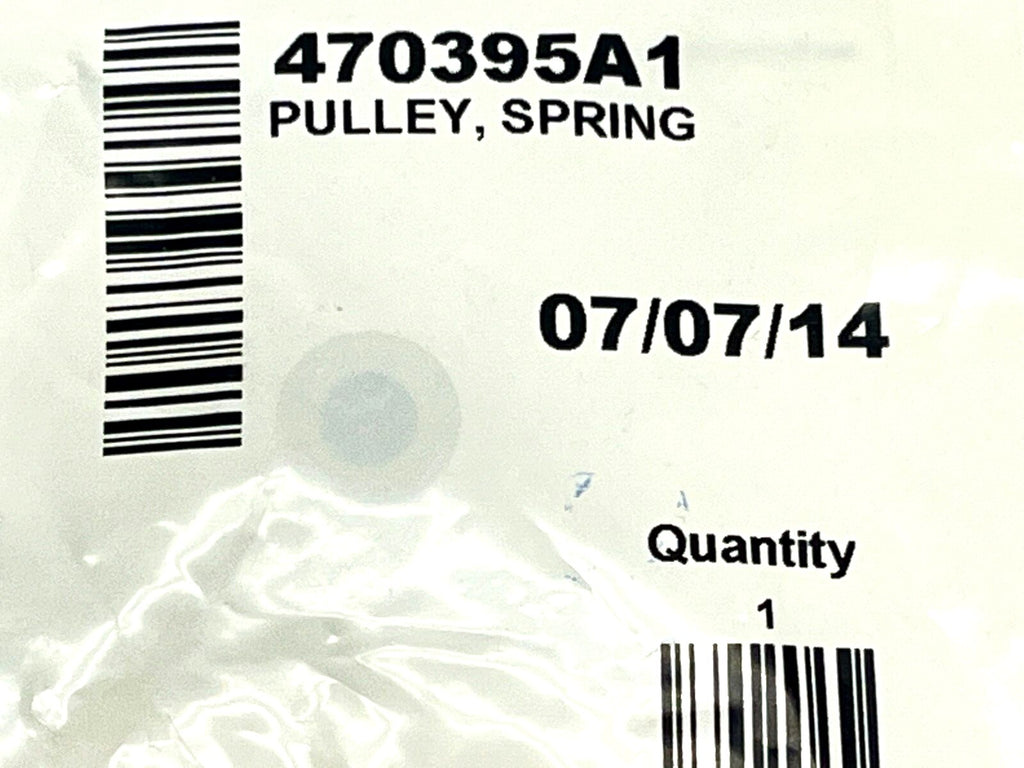 470395A1
PULLEY, SPRING
07/07/14
Quantity
1